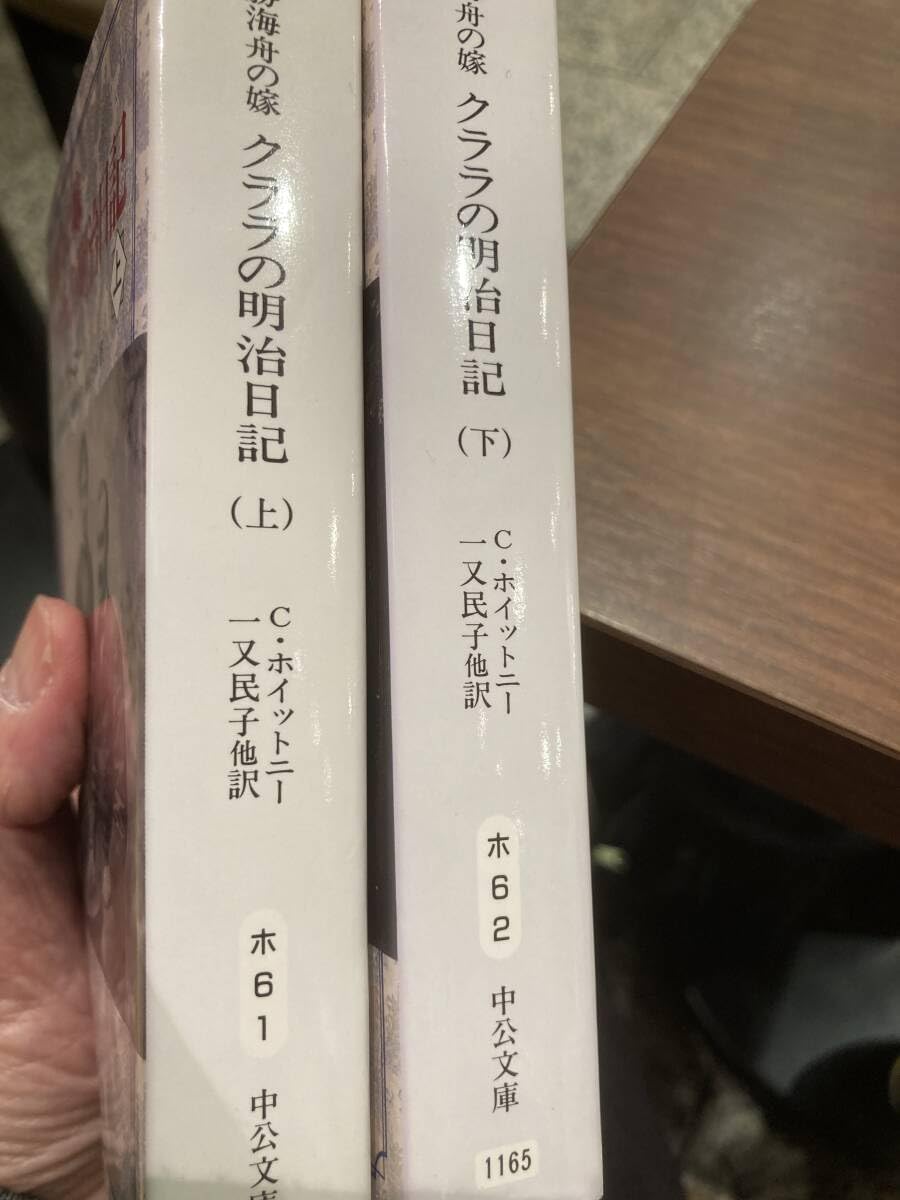 勝海舟の嫁 クララの明治日記(上)
C・ホイットニー
一又民子他訳
ホ61
中公文庫
舟の嫁 クララの明治日記(下)
C・ホイットニー
一又民子他訳
ホ62
中公文庫
1165
記
上